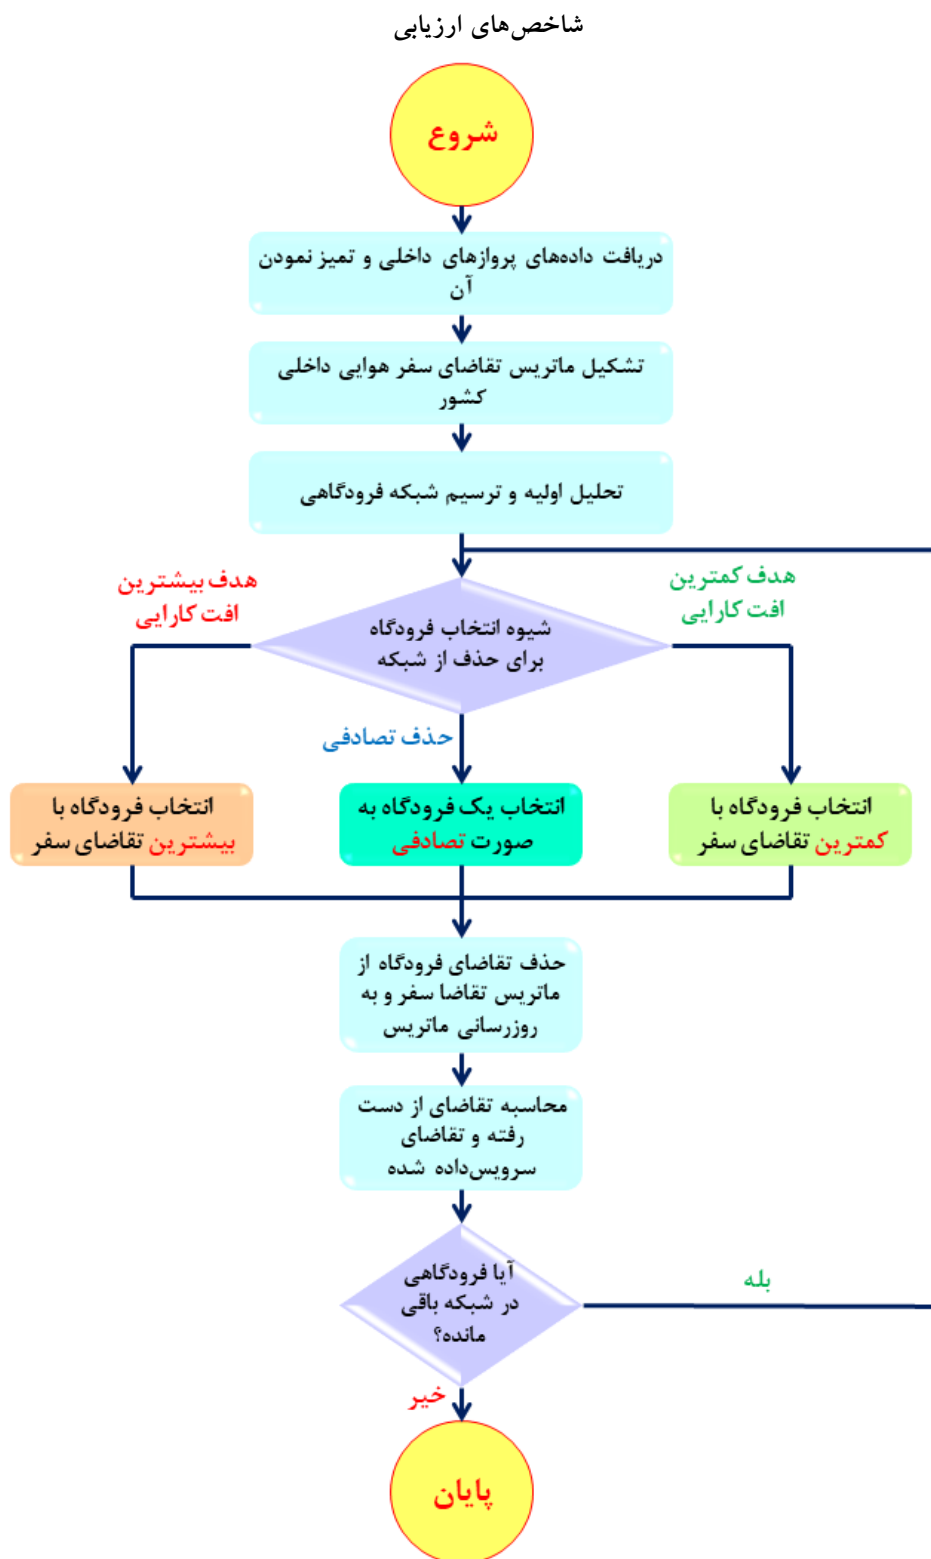 شاخص‌های ارزیابی
شروع
دریافت داده‌های پروازهای داخلی و تمیز نمودن
آن
تشکیل ماتریس تقاضای سفر هوایی داخلی
کشور
تحلیل اولیه و ترسیم شبکه فرودگاهی
هدف کمترین
افت کارایی
هدف بیشترین
افت کارایی
شیوه انتخاب فرودگاه
برای حذف از شبکه
حذف تصادفی
انتخاب فرودگاه با
کمترین تقاضای سفر
انتخاب یک فرودگاه به
صورت تصادفی
انتخاب فرودگاه با
بیشترین تقاضای سفر
حذف تقاضای فرودگاه از
ماتریس تقاضا سفر و به
روزرسانی ماتریس
محاسبه تقاضای از دست
رفته و تقاضای
سرویس‌داده شده
آیا فرودگاهی
در شبکه باقی
مانده؟
بله
خیر
پایان